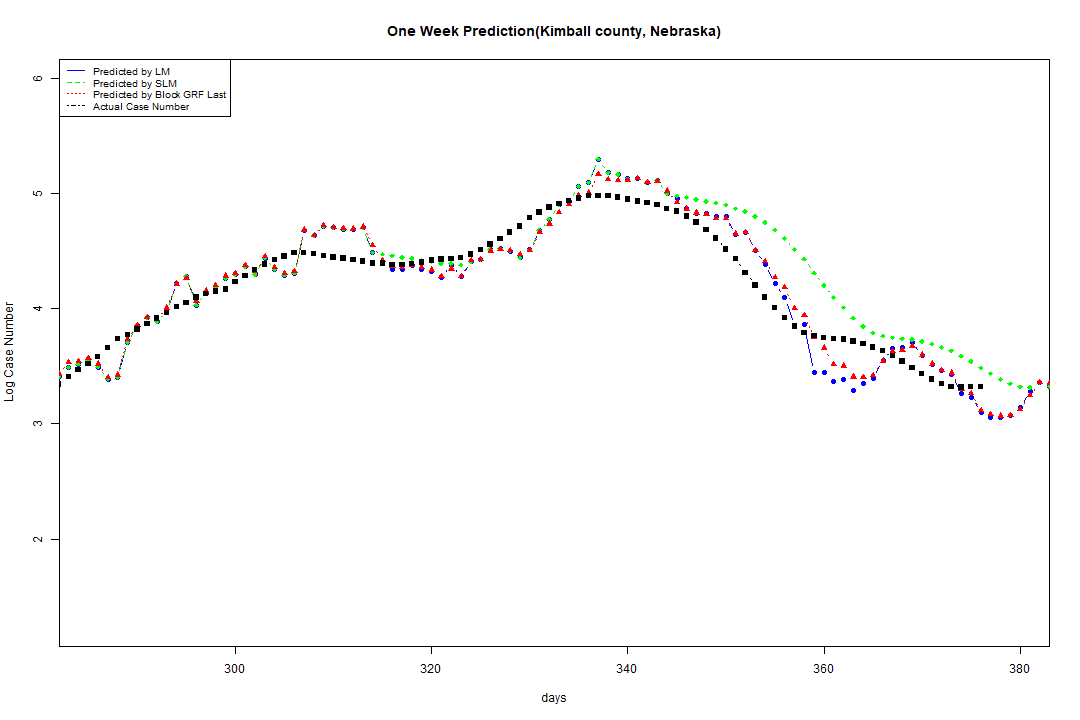 One Week Prediction(Kimball county, Nebraska)
Predicted by LM
Predicted by SLM
Predicted by Block GRF Last
Actual Case Number
6
5
4
3
2
Log Case Number
300 320 340 360 380
days